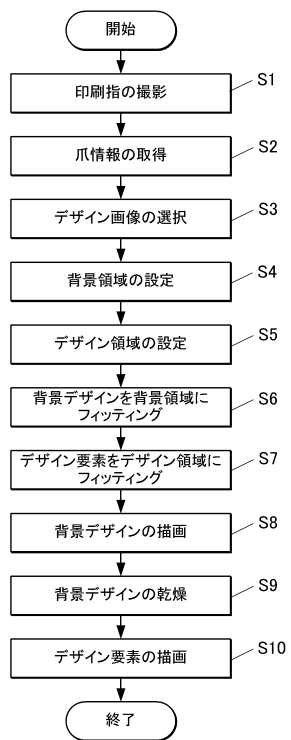 開始
印刷指の撮影
S1
爪情報の取得
S2
デザイン画像の選択
S3
背景領域の設定
S4
デザイン領域の設定
S5
背景デザインを背景領域に
フィッティング
S6
デザイン要素をデザイン領域に
フィッティング
S7
背景デザインの描画
S8
背景デザインの乾燥
S9
デザイン要素の描画
S10
終了